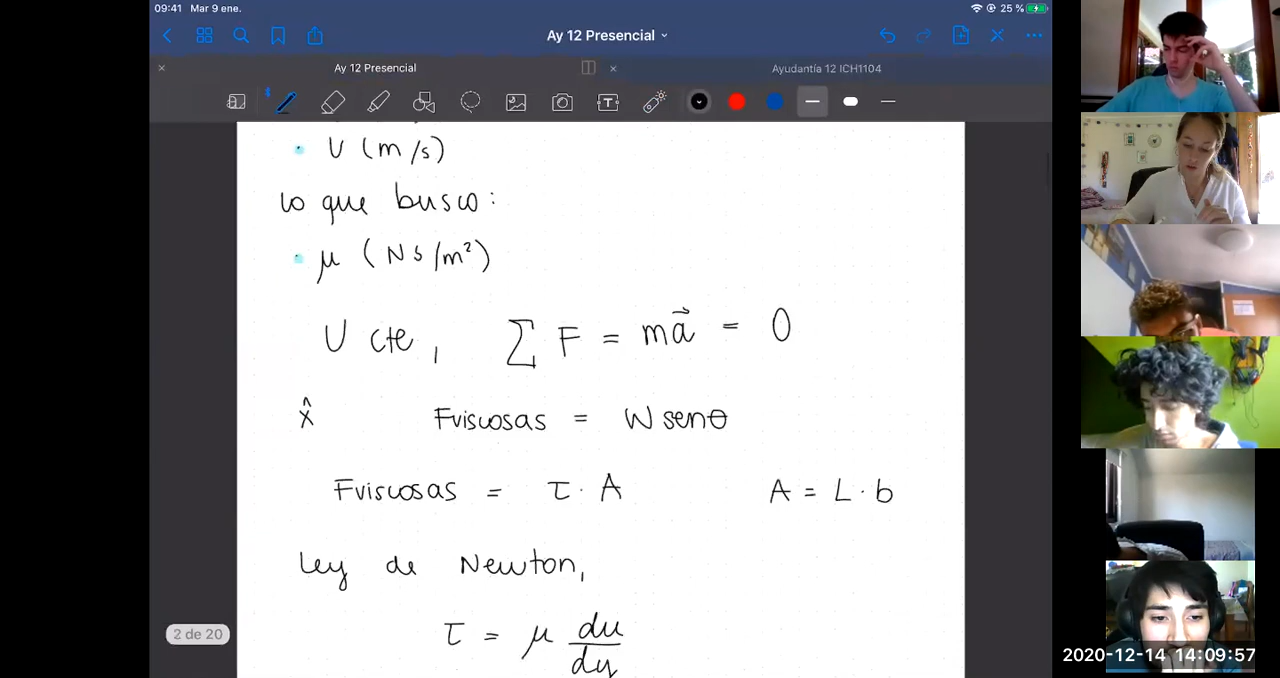 09:41 Mar 9 ene.
25 %
Ay 12 Presencial
Ay 12 Presencial
Ayudantía 12 ICH1104
• U (m/s)
lo que busco:
• μ (Ns/m²)
U cte, ∑ F = ma⃗ = 0
x̂ Fviscosas = W senθ
Fviscosas = τ · A A = L · b
Ley de Newton,
τ = μ du/dy
2 de 20
2020-12-14 14:09:57